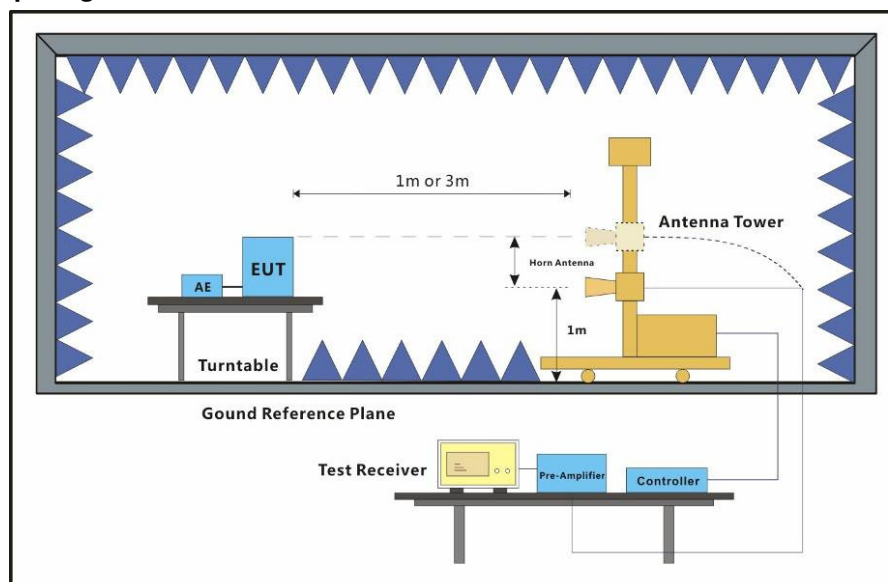 1m or 3m
Antenna Tower
EUT
Horn Antenna
AE
1m
Turntable
Gound Reference Plane
Test Receiver
Pre-Amplifier
Controller